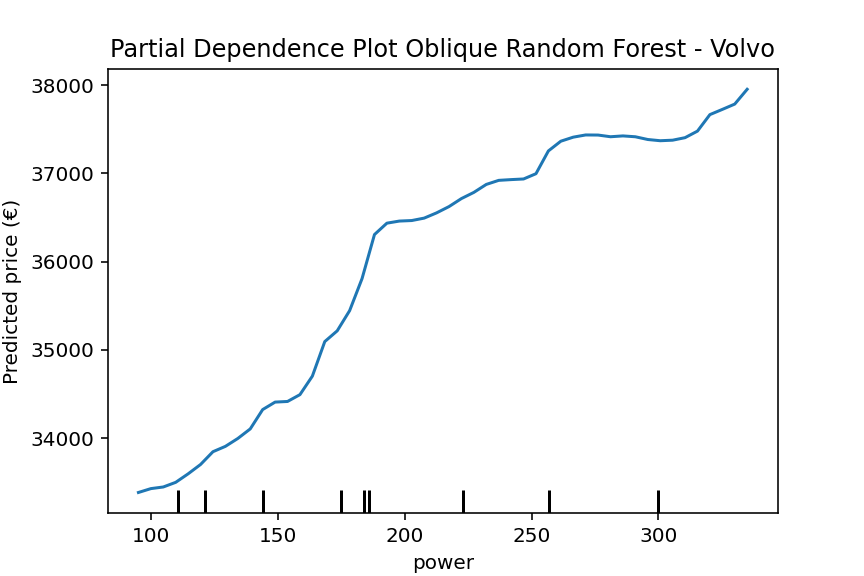 Partial Dependence Plot Oblique Random Forest - Volvo
38000
37000
36000
35000
34000
Predicted price (€)
100 150 200 250 300
power